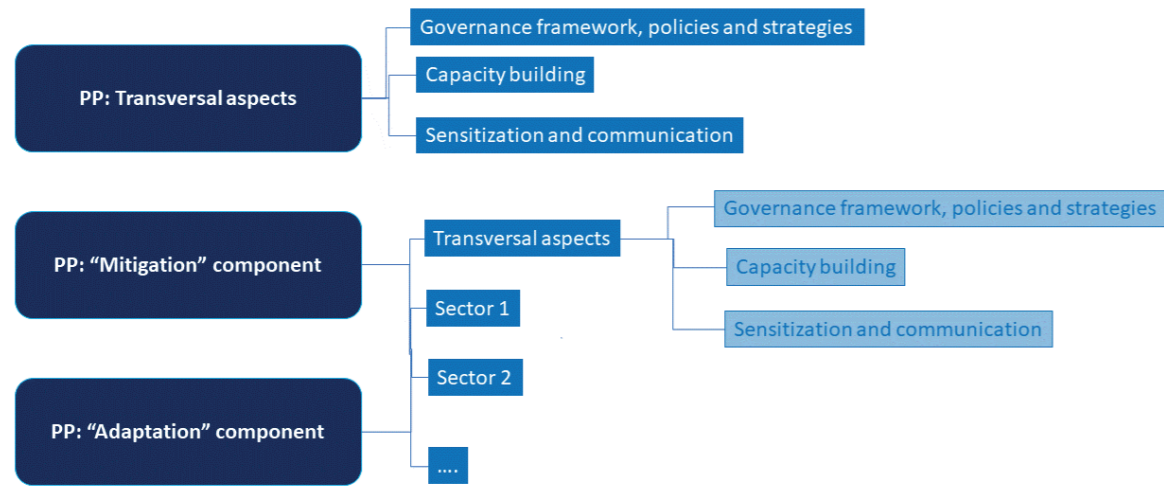 Governance framework, policies and strategies
PP: Transversal aspects
Capacity building
Sensitization and communication
PP: “Mitigation” component
Transversal aspects
Governance framework, policies and strategies
Capacity building
Sensitization and communication
Sector 1
Sector 2
PP: “Adaptation” component
....